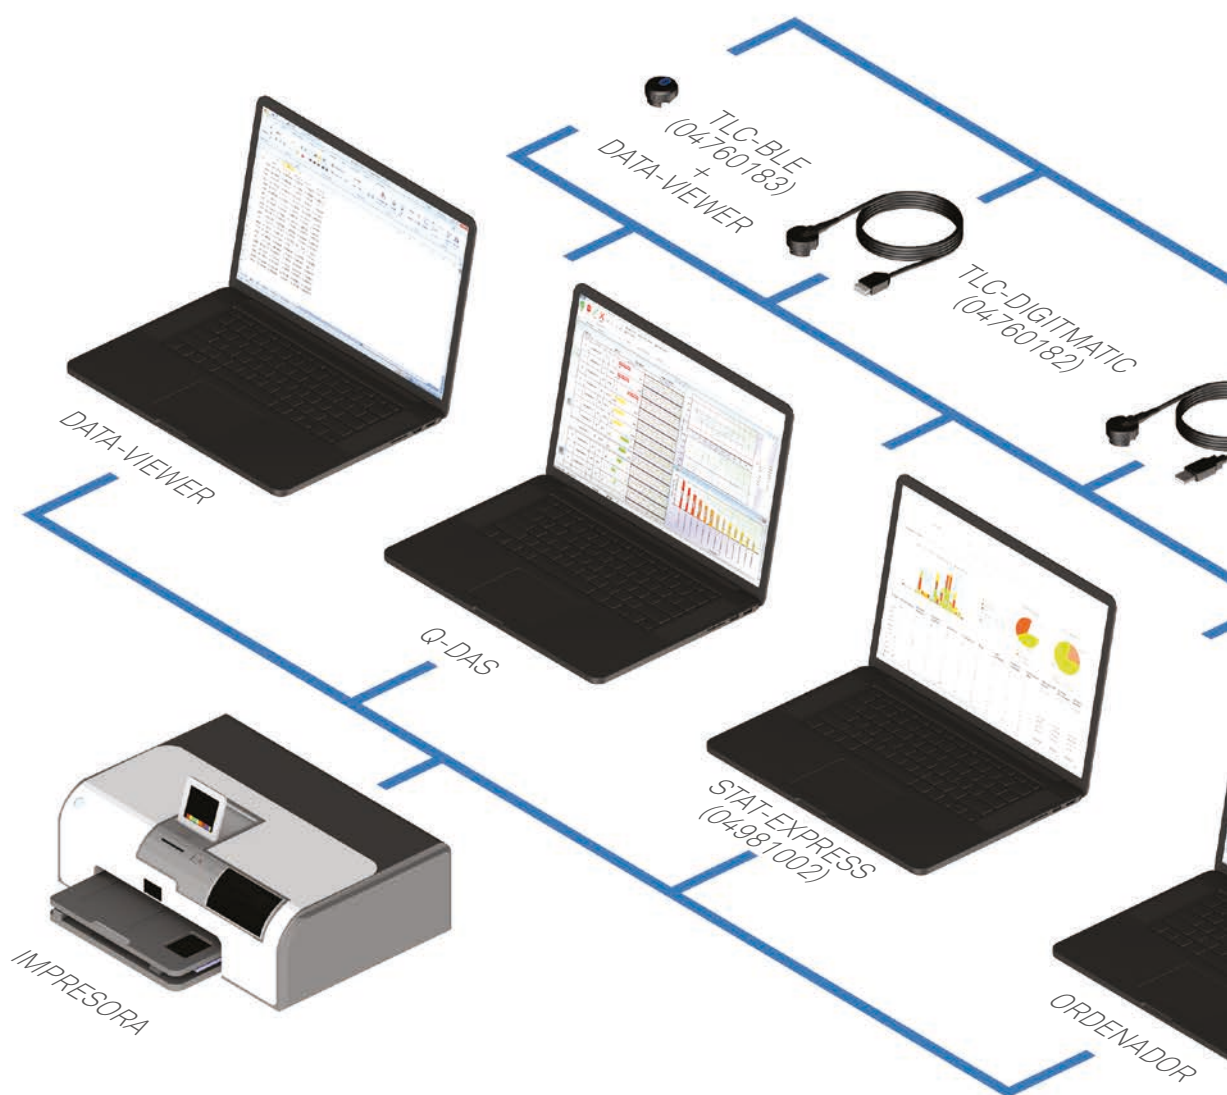 TLC-BLE
(04760183)
+
DATA-VIEWER
TLC-DIGITMATIC
(04760182)
DATA-VIEWER
Q-DAS
STAT-EXPRESS
(04981002)
IMPRESORA
ORDENADOR